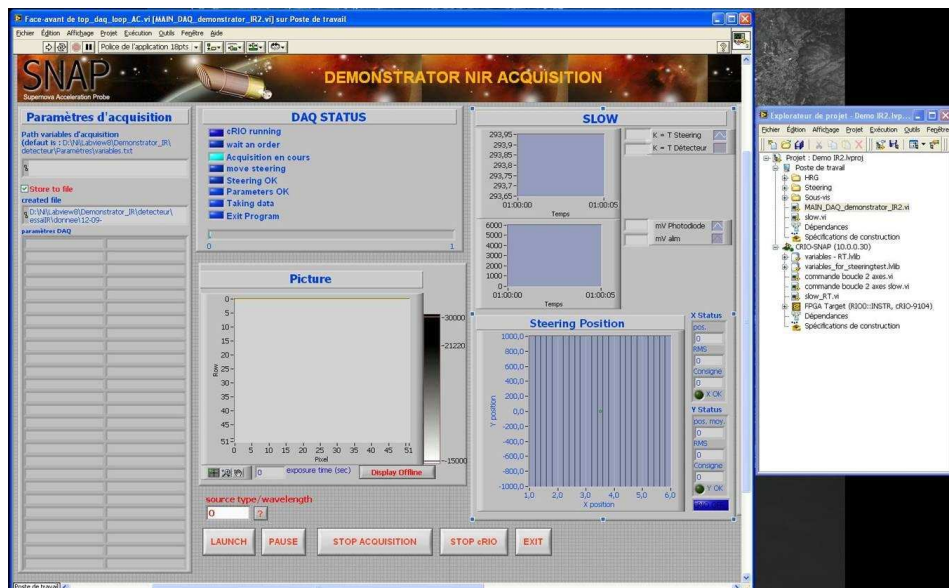 Face-avant de top_daq_loop_AC.vi [MAIN_DAQ_demonstrator_IR2.vi] sur Poste de travail
Fichier Édition Affichage Projet Exécution Outils Fenêtre Aide
Police de l'application 18pts
SNAP
Supernova Acceleration Probe
DEMONSTRATOR NIR ACQUISITION
Paramètres d'acquisition
Path variables d'acquisition
(defaut is : D:\NI\Labview8\Demonstrator_IR\
detecteur\Parametres\variables.txt
Store to file
created file
D:\NI\Labview8\Demonstrator_IR\detecteur\
essaiIR\donnee\12-09-
paramètres DAQ
DAQ STATUS
cRIO running
wait an order
Acquisition en cours
move steering
Steering OK
Parameters OK
Taking data
Exit Program
0
1
Picture
0
5
10
15
20
25
30
35
40
45
51
Row
0 5 10 15 20 25 30 35 40 45 51
Pixel
30000
21220
-15000
0
exposure time (sec)
Display Offline
source type/wavelength
0
?
LAUNCH
PAUSE
STOP ACQUISITION
STOP cRIO
EXIT
SLOW
293,95
293,9
293,85
293,8
293,75
293,7
293,65
01:00:00 01:00:05
Temps
K = T Steering
K = T Détecteur
6000
5000
4000
3000
2000
1000
0
01:00:00 01:00:05
Temps
mV Photodiode
mV alm
Steering Position
1000,0
800,0
600,0
400,0
200,0
0,0
-200,0
-400,0
-600,0
-800,0
-1000,0
Y position
1,0 2,0 3,0 4,0 5,0 6,0
X position
X Status
pos.
0
RMS
0
Consigne
0
X OK
Y Status
pos. moy.
0
RMS
0
Consigne
0
Y OK
Poste de travail
Explorateur de projet - Demo IR2.lvp...
Fichier Édition Affichage Projet Exécution Outils Fenêtre
Projet : Demo IR2.lvproj
Poste de travail
HRG
Steering
Sous-vis
MAIN_DAQ_demonstrator_IR2.vi
slow.vi
Dépendances
Spécifications de construction
CRIO-SNAP (10.0.0.30)
variables - RT.lvlib
variables_for_steeringtest.lvlib
commande boucle 2 axes.vi
commande boucle 2 axes slow.vi
slow_RT.vi
FPGA Target (RIO0::INSTR, cRIO-9104)
Dépendances
Spécifications de construction